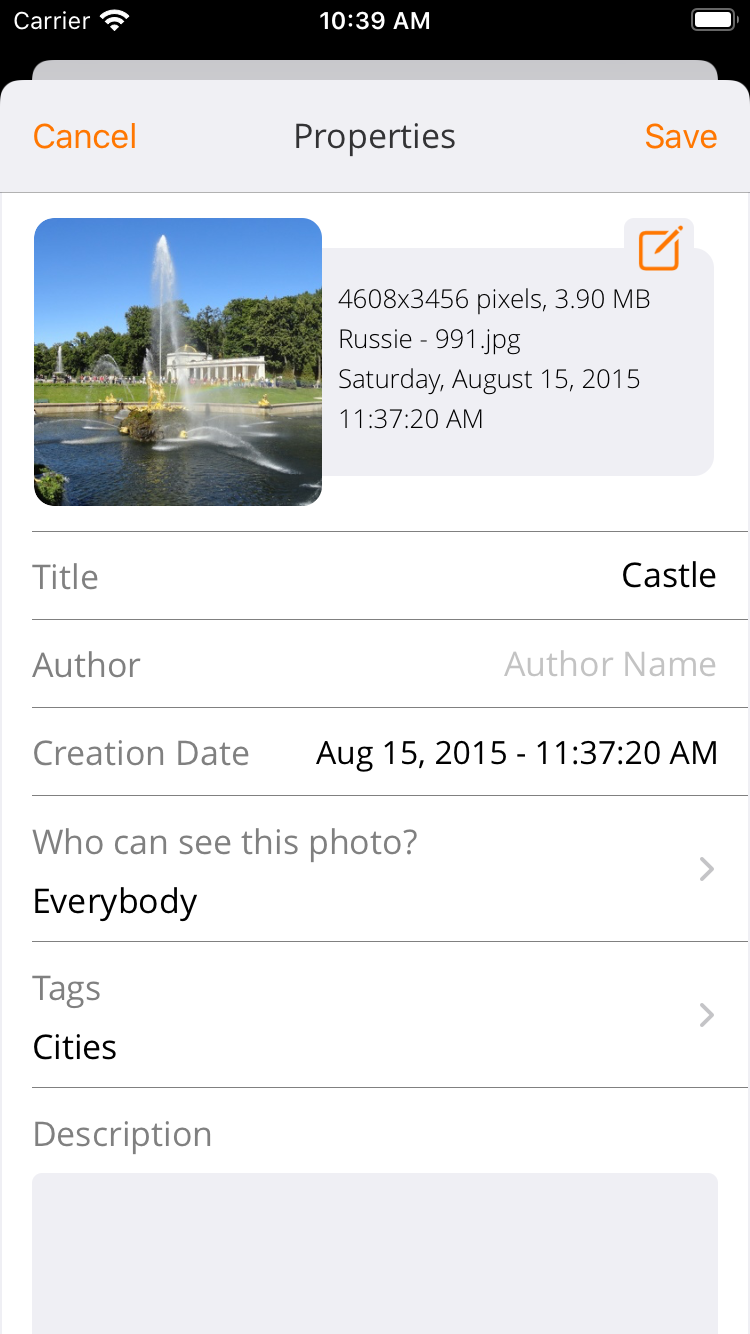 Carrier 10:39 AM
Cancel Properties Save
4608x3456 pixels, 3.90 MB
Russie - 991.jpg
Saturday, August 15, 2015
11:37:20 AM
Title Castle
Author Author Name
Creation Date Aug 15, 2015 - 11:37:20 AM
Who can see this photo?
Everybody
Tags
Cities
Description